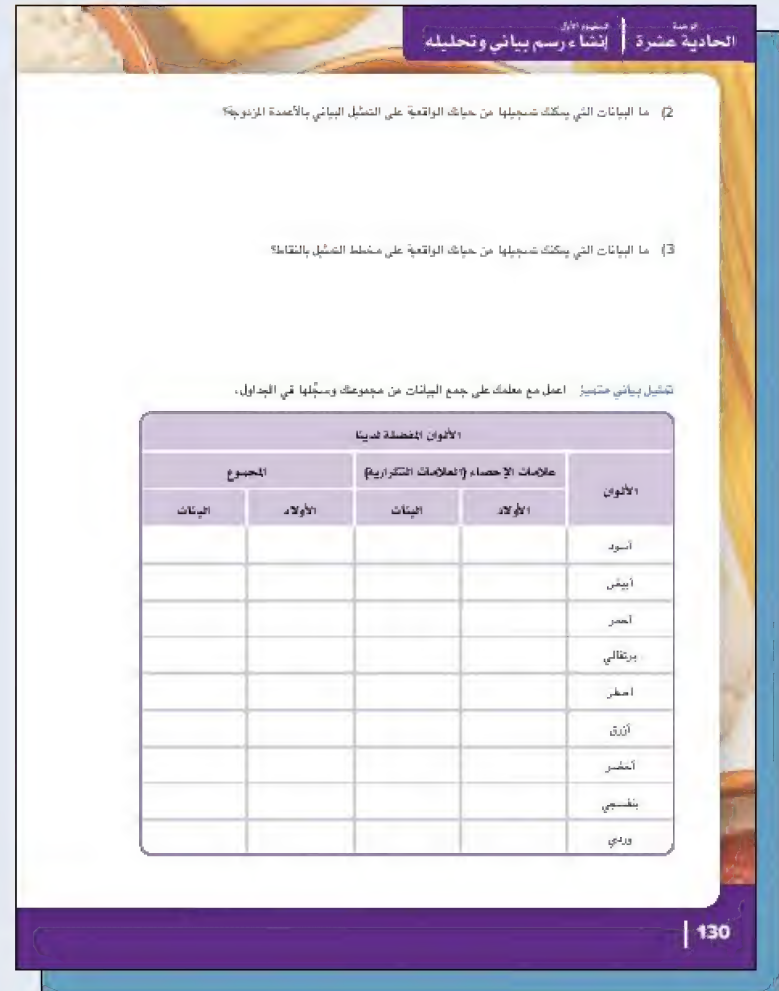 الوحدة المفهوم الأول
الحادية عشرة إنشاء رسم بياني وتحليله
2) ما البيانات التي يمكنك تسجيلها من حياتك الواقعية على التمثيل البياني بالأعمدة المزدوجة؟
3) ما البيانات التي يمكنك تسجيلها من حياتك الواقعية على مخطط التمثيل بالنقاط؟
تمثيل بياني متميز اعمل مع معلمك على جمع البيانات من مجموعتك وسجّلها في الجداول.
الألوان المفضلة لدينا
الألوان علامات الإحصاء (العلامات التكرارية) المجموع
الأولاد البنات الأولاد البنات
أسود
أبيض
أحمر
برتقالي
أصفر
أزرق
أخضر
بنفسجي
وردي
130